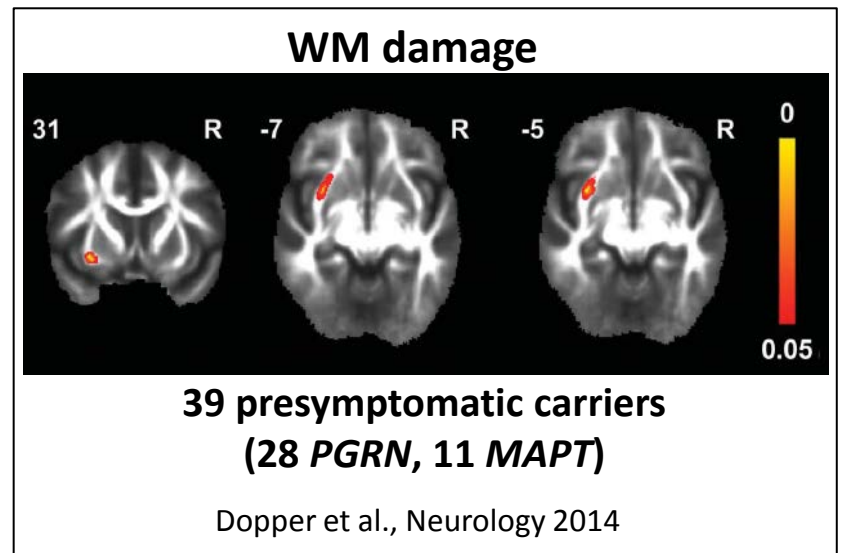 WM damage
31 R -7 R -5 R 0
0.05
39 presymptomatic carriers
(28 PGRN, 11 MAPT)
Dopper et al., Neurology 2014